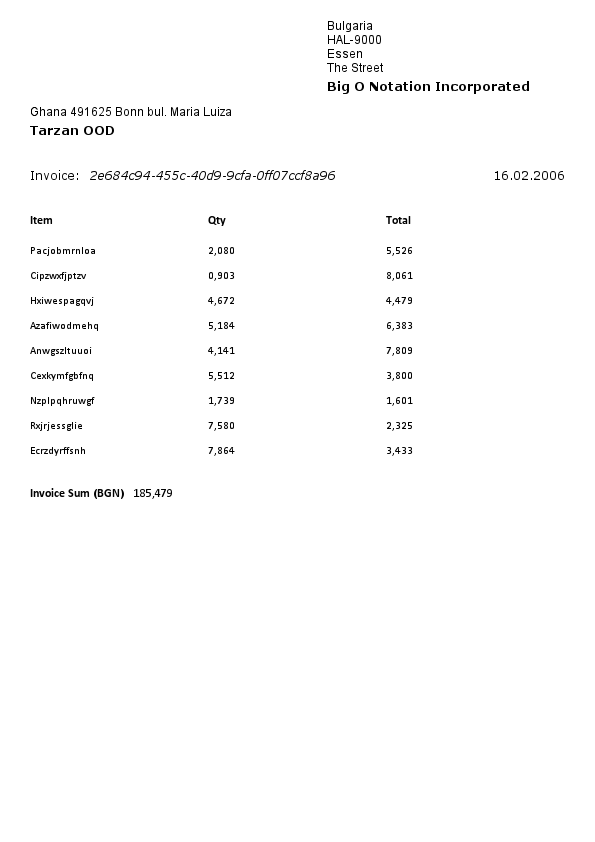 Bulgaria
HAL-9000
Essen
The Street
Big O Notation Incorporated
Ghana 491625 Bonn bul. Maria Luiza
Tarzan OOD
Invoice: 2e684c94-455c-40d9-9cfa-0ff07ccf8a96 16.02.2006
Item Qty Total
Pacjobmrnloa 2,080 5,526
Cipzwxfjptzv 0,903 8,061
Hxiwespagqvj 4,672 4,479
Azafiwodmehq 5,184 6,383
Anwgszltuuoi 4,141 7,809
Cexkymfgbfnq 5,512 3,800
Nzplpqhruwgf 1,739 1,601
Rxjrjessglie 7,580 2,325
Ecrzdyrffsnh 7,864 3,433
Invoice Sum (BGN) 185,479